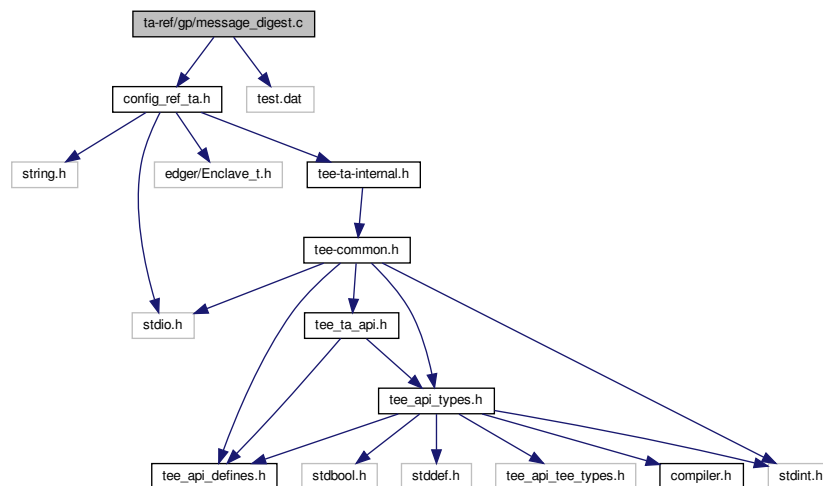 ta-ref/gp/message_digest.c
config_ref_ta.h
test.dat
string.h
edger/Enclave_t.h
tee-ta-internal.h
tee-common.h
stdio.h
tee_ta_api.h
tee_api_types.h
tee_api_defines.h
stdbool.h
stddef.h
tee_api_tee_types.h
compiler.h
stdint.h